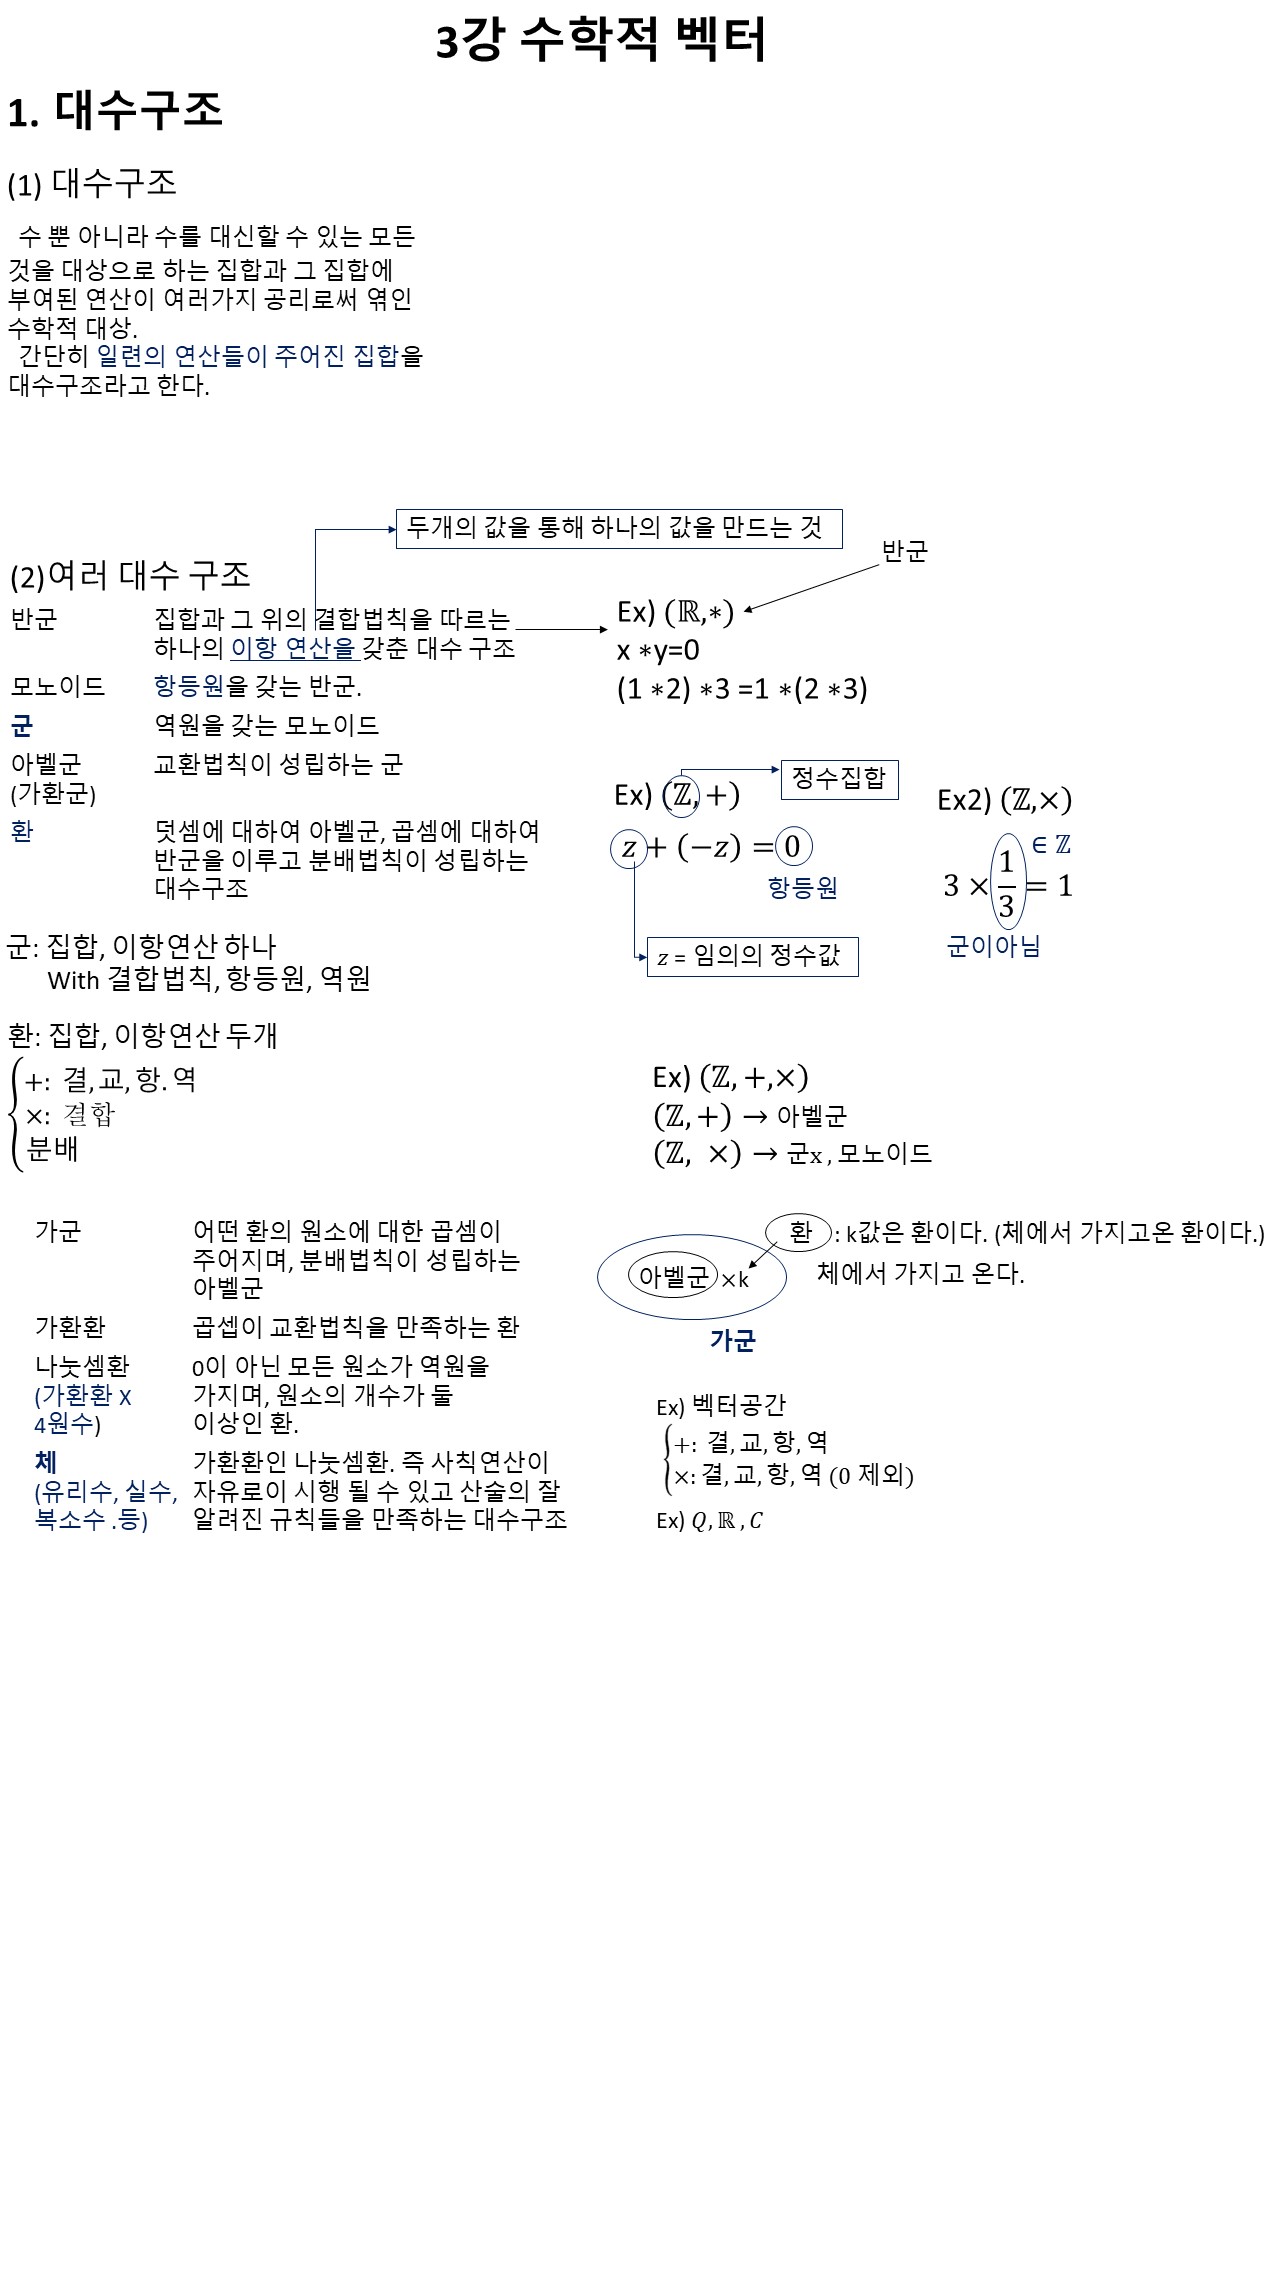 3강 수학적 벡터
1. 대수구조
(1) 대수구조
수 뿐 아니라 수를 대신할 수 있는 모든
것을 대상으로 하는 집합과 그 집합에
부여된 연산이 여러가지 공리로써 엮인
수학적 대상.
간단히 일련의 연산들이 주어진 집합을
대수구조라고 한다.
두개의 값을 통해 하나의 값을 만드는 것
반군
(2)여러 대수 구조
반군 집합과 그 위의 결합법칙을 따르는
하나의 이항 연산을 갖춘 대수 구조
모노이드 항등원을 갖는 반군.
군 역원을 갖는 모노이드
아벨군 교환법칙이 성립하는 군
(가환군)
환 덧셈에 대하여 아벨군, 곱셈에 대하여
반군을 이루고 분배법칙이 성립하는
대수구조
Ex) (ℝ,∗)
x ∗y=0
(1 ∗2) ∗3 =1 ∗(2 ∗3)
정수집합
Ex) (ℤ, +)
z + (−z) = 0
항등원
z = 임의의 정수값
Ex2) (ℤ,×)
∈ ℤ
3 × 1/3 = 1
군이아님
군: 집합, 이항연산 하나
With 결합법칙, 항등원, 역원
환: 집합, 이항연산 두개
+: 결, 교, 항. 역
×: 결합
분배
Ex) (ℤ, +,×)
(ℤ, +) → 아벨군
(ℤ, ×) → 군x , 모노이드
가군 어떤 환의 원소에 대한 곱셈이
주어지며, 분배법칙이 성립하는
아벨군
가환환 곱셉이 교환법칙을 만족하는 환
나눗셈환 0이 아닌 모든 원소가 역원을
(가환환 X 가지며, 원소의 개수가 둘
4원수) 이상인 환.
체 가환환인 나눗셈환. 즉 사칙연산이
(유리수, 실수, 자유로이 시행 될 수 있고 산술의 잘
복소수 .등) 알려진 규칙들을 만족하는 대수구조
환 : k값은 환이다. (체에서 가지고온 환이다.)
아벨군 ×k 체에서 가지고 온다.
가군
Ex) 벡터공간
+: 결, 교, 항, 역
×: 결, 교, 항, 역 (0 제외)
Ex) Q , ℝ , C